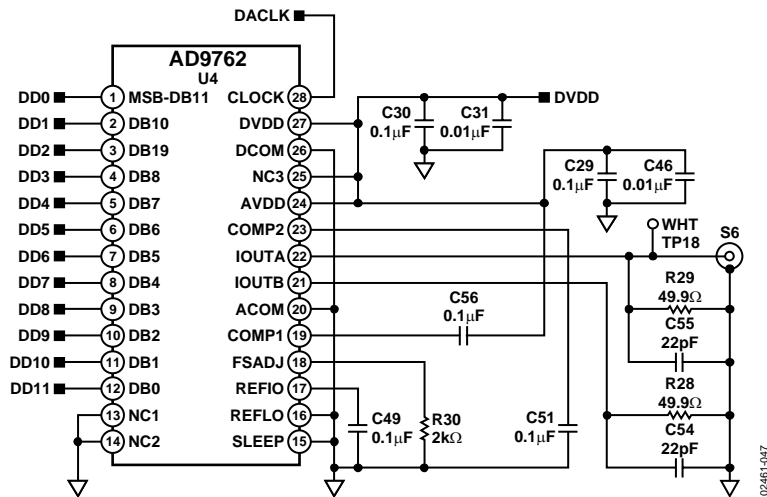 DACLK
AD9762
U4
DD0 1 MSB-DB11 CLOCK 28
DD1 2 DB10 DVDD 27
DD2 3 DB19 DCOM 26
DD3 4 DB8 NC3 25
DD4 5 DB7 AVDD 24
DD5 6 DB6 COMP2 23
DD6 7 DB5 IOUTA 22
DD7 8 DB4 IOUTB 21
DD8 9 DB3 ACOM 20
DD9 10 DB2 COMP1 19
DD10 11 DB1 FSADJ 18
DD11 12 DB0 REFIO 17
13 NC1 REFLO 16
14 NC2 SLEEP 15
DVDD
C30
0.1µF
C31
0.01µF
C29
0.1µF
C46
0.01µF
WHT
TP18
S6
C56
0.1µF
R29
49.9Ω
C55
22pF
R28
49.9Ω
C54
22pF
C49
0.1µF
R30
2kΩ
C51
0.1µF
02461-047